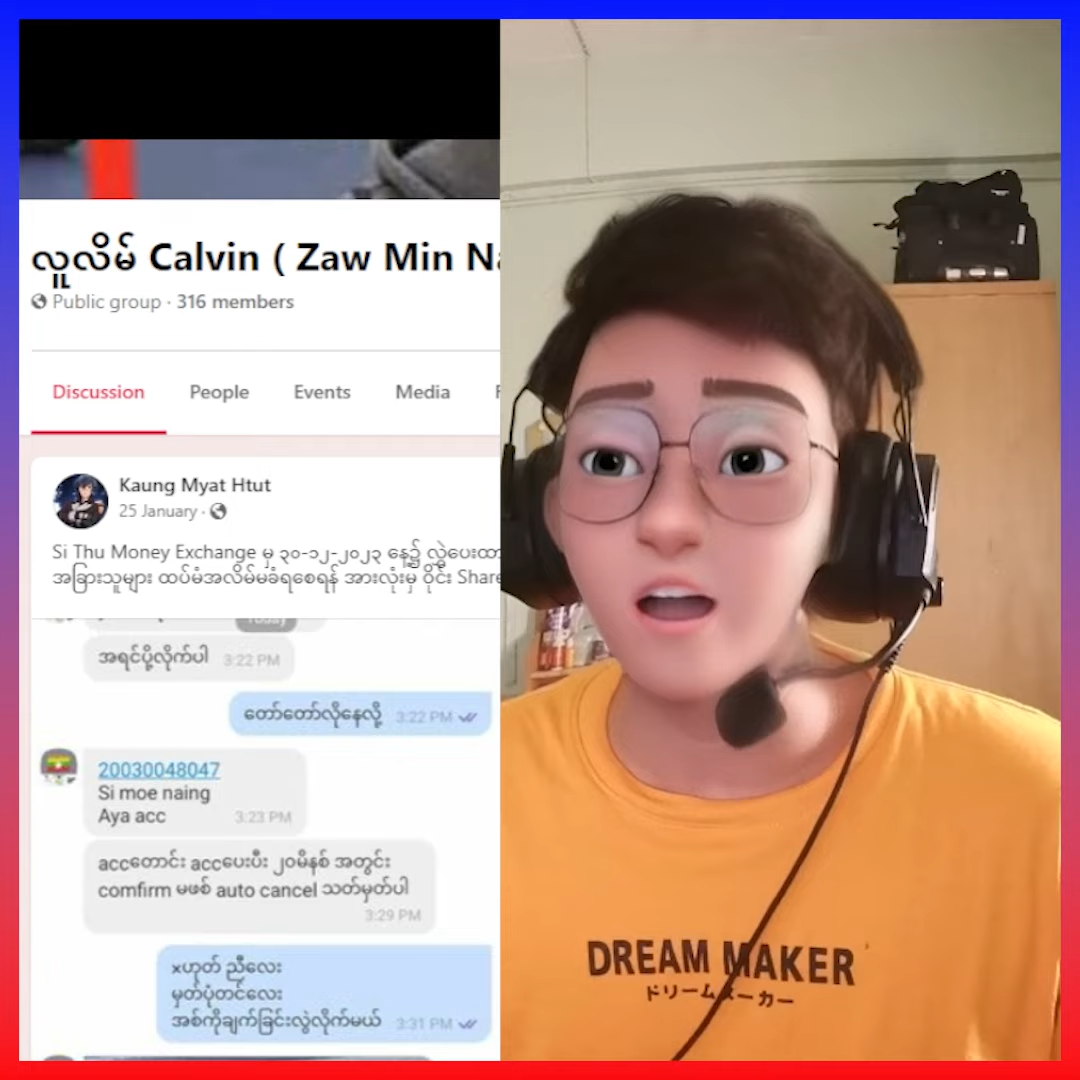 လူလိမ် Calvin ( Zaw Min
Public group · 316 members
Discussion People Events Media
Kaung Myat Htut
25 January ·
Si Thu Money Exchange မှ ၃၀-၁၂-၂၀၂၃ နေ့၌ လွှဲပေးထာ
အခြားသူများ ထပ်မံအလိမ်မခံရစေရန် အားလုံးမှ ဝိုင်း Share
Today
အရင်ပို့လိုက်ပါ 3:22 PM
တော်တော်လိုနေလို့ 3:22 PM
20030048047
Si moe naing
Aya acc 3:23 PM
accတောင်း accပေးပီး ၂၀မိနစ် အတွင်း
comfirm မဖစ် auto cancel သတ်မှတ်ပါ
3:29 PM
xဟုတ် ညီလေး
မှတ်ပုံတင်လေး
အစ်ကိုချက်ခြင်းလွှဲလိုက်မယ် 3:31 PM
DREAM MAKER
ドリームメーカー